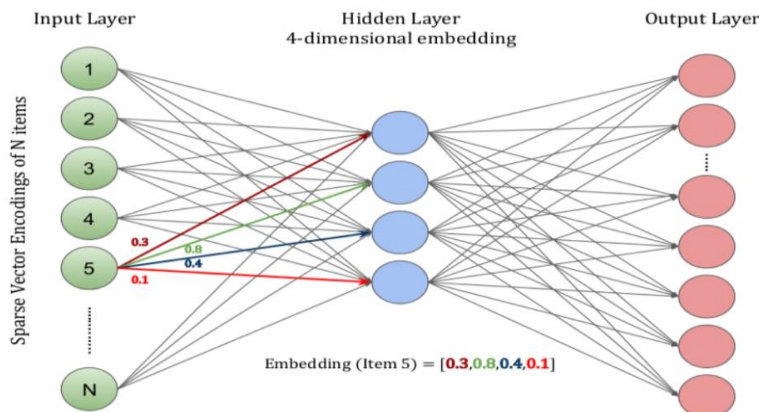 Input Layer
Hidden Layer
4-dimensional embedding
Output Layer
Sparse Vector Encodings of N items
1
2
3
4
5
N
0.3
0.8
0.4
0.1
Embedding (Item 5) = [0.3,0.8,0.4,0.1]